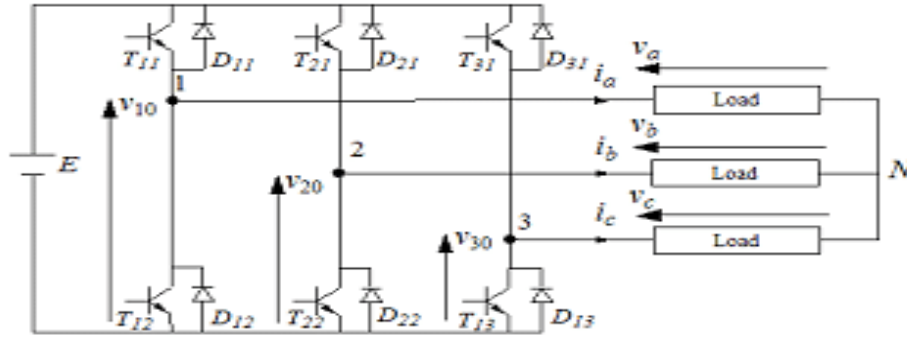 T11 D11 T21 D21 T31 D31
va
1
ia
Load
v10
vb
2
ib
Load
N
E
v20
vc
3
ic
Load
v30
T12 D12 T22 D22 T13 D13